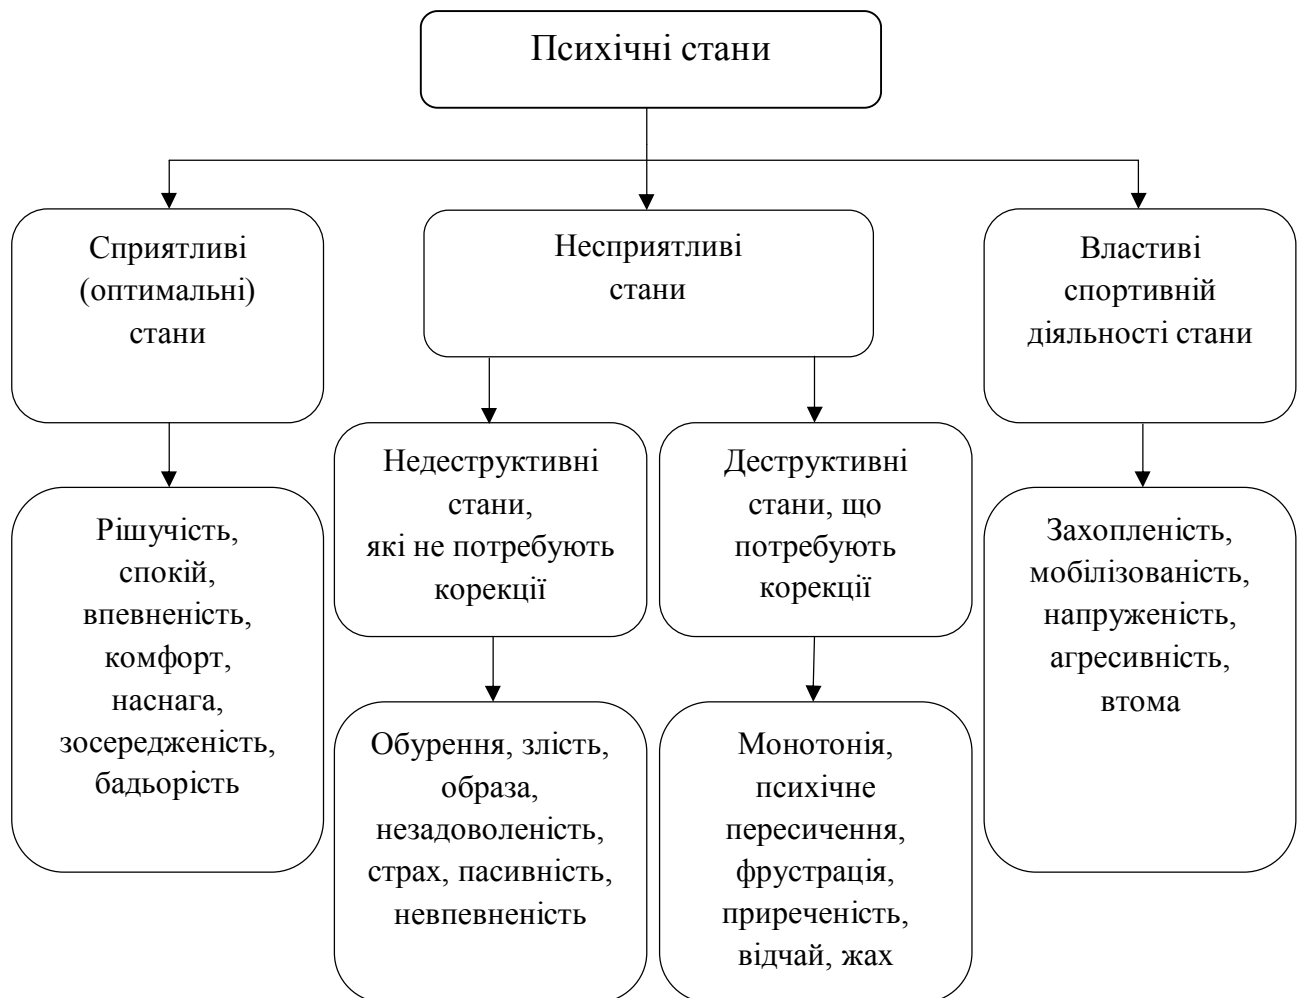 Психічні стани
Сприятливі
(оптимальні)
стани
Несприятливі
стани
Властиві
спортивній
діяльності стани
Недеструктивні
стани,
які не потребують
корекції
Деструктивні
стани, що
потребують
корекції
Рішучість,
спокій,
впевненість,
комфорт,
наснага,
зосередженість,
бадьорість
Обурення, злість,
образа,
незадоволеність,
страх, пасивність,
невпевненість
Монотонія,
психічне
пересичення,
фрустрація,
приреченість,
відчай, жах
Захопленість,
мобілізованість,
напруженість,
агресивність,
втома